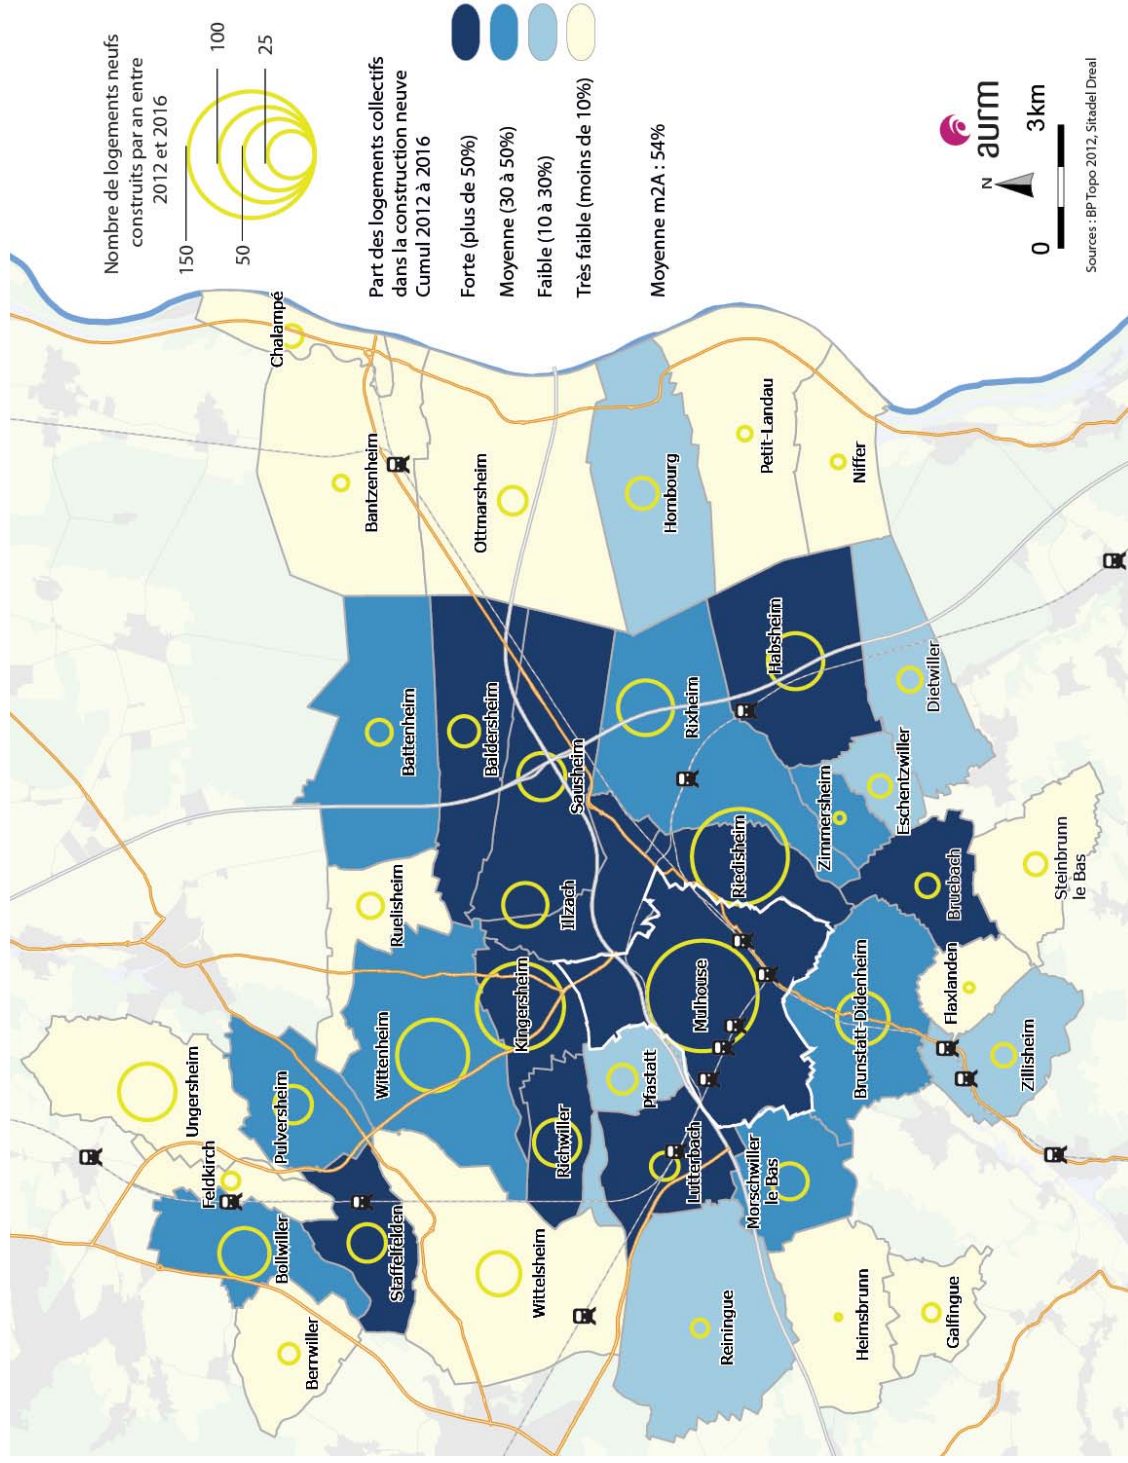 Nombre de logements neufs
construits par an entre
2012 et 2016
150
100
50
25
Part des logements collectifs
dans la construction neuve
Cumul 2012 à 2016
Forte (plus de 50%)
Moyenne (30 à 50%)
Faible (10 à 30%)
Très faible (moins de 10%)
Moyenne m2A : 54%
N
aurm
0
3km
Sources : BP Topo 2012, Sitadel Dreal
Ungersheim
Feldkirch
Pulversheim
Bollwiller
Berrwiller
Staffelfelden
Ruelisheim
Battenheim
Bantzenheim
Chalampé
Wittenheim
Baldersheim
Ottmarsheim
Wittelsheim
Richwiller
Kingersheim
Illzach
Sausheim
Hombourg
Pfastatt
Lutterbach
Mulhouse
Rixheim
Riedisheim
Reiningue
Morschwiller
le Bas
Habsheim
Petit-Landau
Zimmersheim
Niffer
Heimsbrunn
Brunstatt-Didenheim
Eschentzwiller
Dietwiller
Galfingue
Flaxlanden
Bruebach
Zillisheim
Steinbrunn
le Bas